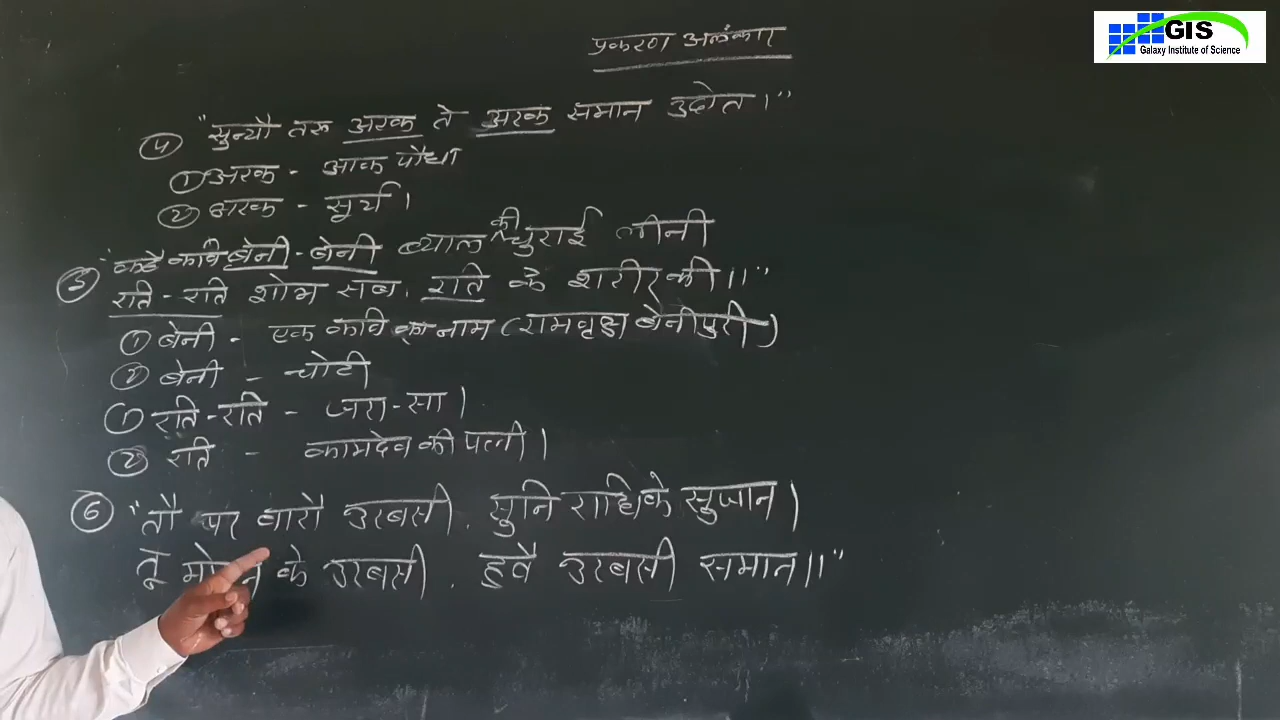 GIS
Galaxy Institute of Science
प्रकरण अलंकार
४ "सुन्यौ तरु अरक ते अरक समान उदोत।"
① अरक - आक पौधा
② अरक - सूर्य।
⑤ "कहै कवि बेनी-बेनी ब्याल की चुराई लीनी
रति-रति शोभा सब, रति के शरीर की॥"
① बेनी - एक कवि का नाम (रामवृक्ष बेनीपुरी)
② बेनी - चोटी
① रति-रति - जरा-सा।
② रति - कामदेव की पत्नी।
⑥ "तौ पर बारौ उरबसी, सुनि राधिके सुजान।
तू मोहन के उरबसी, हवै उरबसी समान॥"